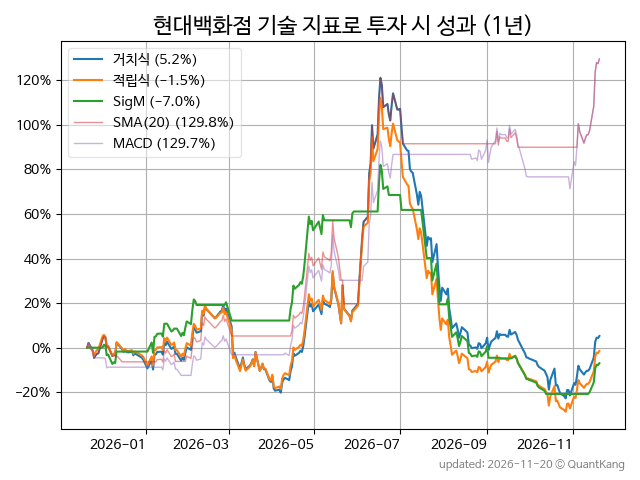 현대백화점 기술 지표로 투자 시 성과 (1년)
거치식 (5.2%)
적립식 (−1.5%)
SigM (−7.0%)
SMA(20) (129.8%)
MACD (129.7%)
120%
100%
80%
60%
40%
20%
0%
−20%
2026-01
2026-03
2026-05
2026-07
2026-09
2026-11
updated: 2026-11-20 © QuantKang